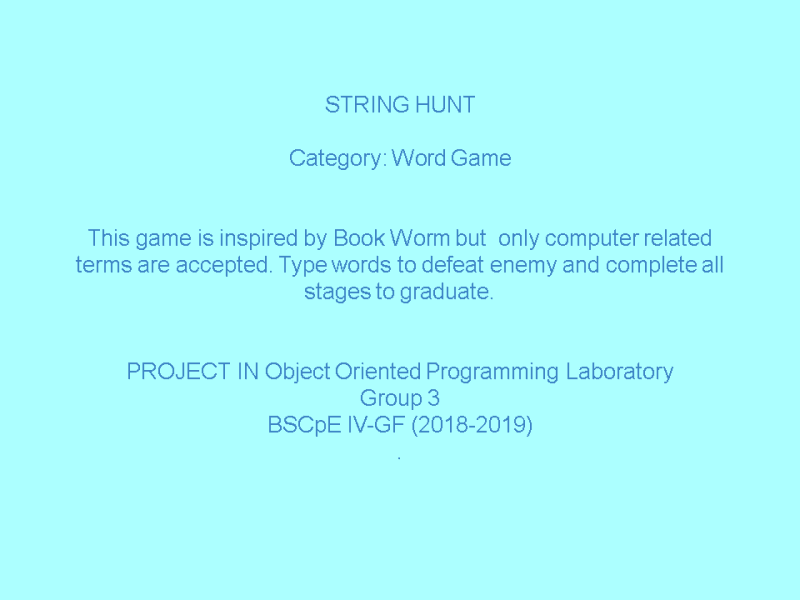 STRING HUNT
Category: Word Game
This game is inspired by Book Worm but  only computer related
terms are accepted. Type words to defeat enemy and complete all
stages to graduate.
PROJECT IN Object Oriented Programming Laboratory
Group 3
BSCpE IV-GF (2018-2019)
.